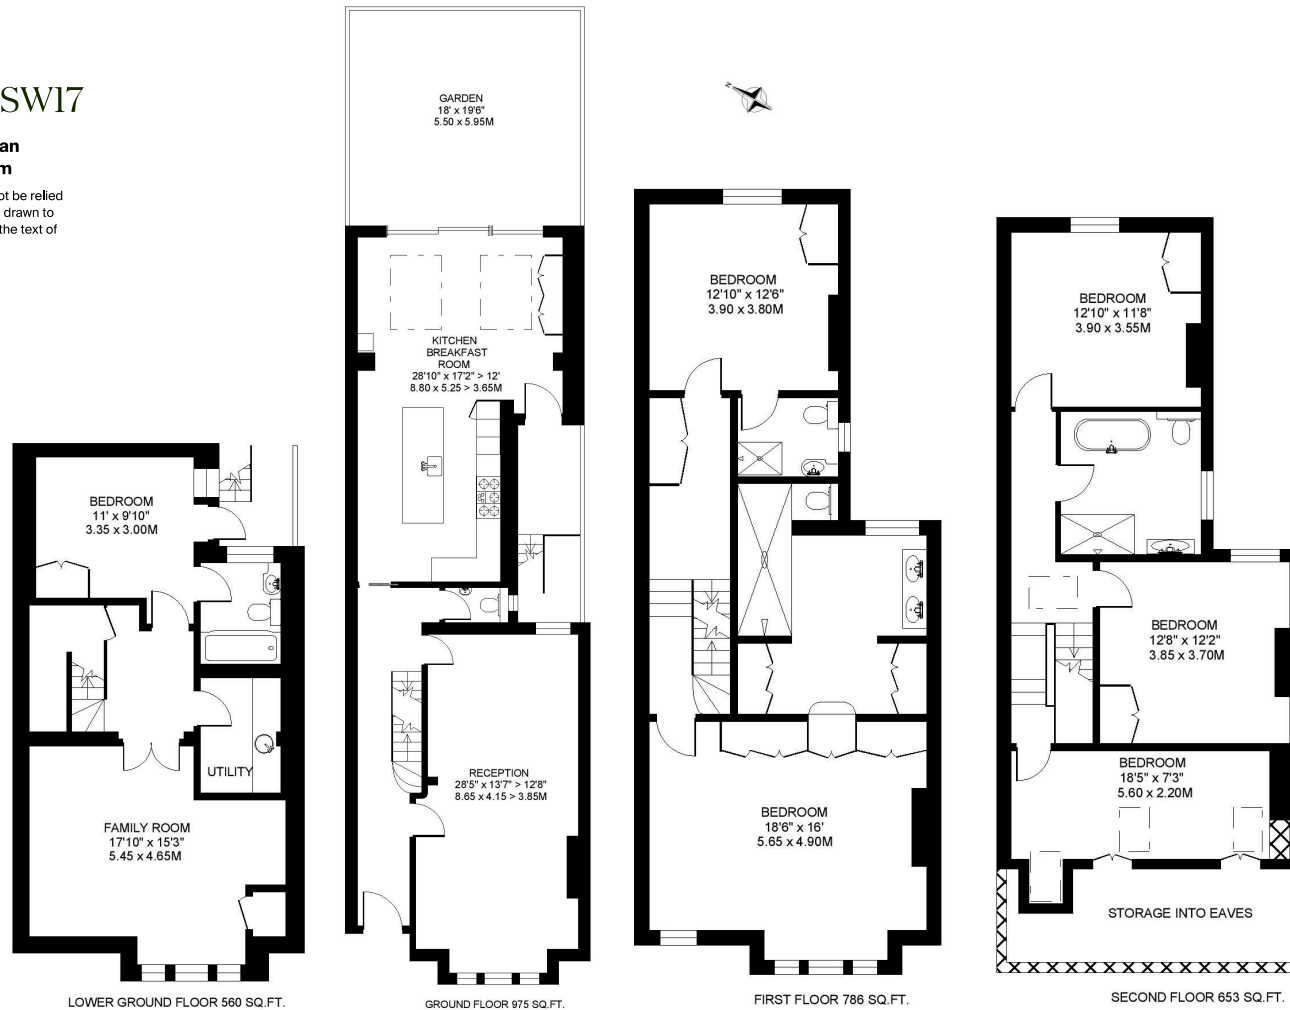 SW17
an
m
ot be relied
drawn to
the text of
GARDEN
18' x 19'6"
5.50 x 5.95M
N
KITCHEN
BREAKFAST
ROOM
28'10" x 17'2" > 12'
8.80 x 5.25 > 3.65M
RECEPTION
28'5" x 13'7" > 12'8"
8.65 x 4.15 > 3.85M
GROUND FLOOR 975 SQ.FT.
BEDROOM
11' x 9'10"
3.35 x 3.00M
UTILITY
FAMILY ROOM
17'10" x 15'3"
5.45 x 4.65M
LOWER GROUND FLOOR 560 SQ.FT.
BEDROOM
12'10" x 12'6"
3.90 x 3.80M
BEDROOM
18'6" x 16'
5.65 x 4.90M
FIRST FLOOR 786 SQ.FT.
BEDROOM
12'10" x 11'8"
3.90 x 3.55M
BEDROOM
12'8" x 12'2"
3.85 x 3.70M
BEDROOM
18'5" x 7'3"
5.60 x 2.20M
STORAGE INTO EAVES
SECOND FLOOR 653 SQ.FT.